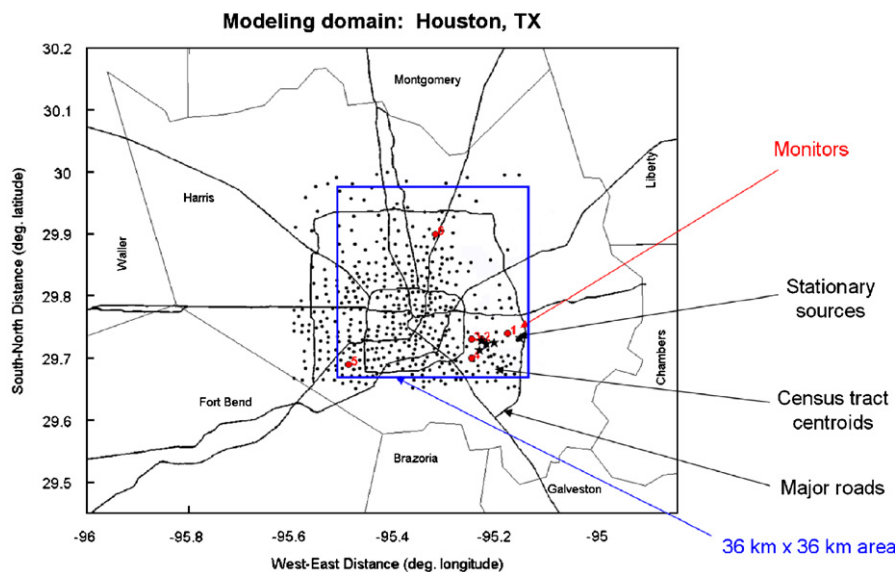 Modeling domain: Houston, TX
30.2
30.1
30
29.9
29.8
29.7
29.6
29.5
South-North Distance (deg. latitude)
-96
-95.8
-95.6
-95.4
-95.2
-95
West-East Distance (deg. longitude)
Montgomery
Harris
Liberty
Waller
Chambers
Fort Bend
Brazoria
Galveston
1
2
5
Monitors
Stationary
sources
Census tract
centroids
Major roads
36 km x 36 km area